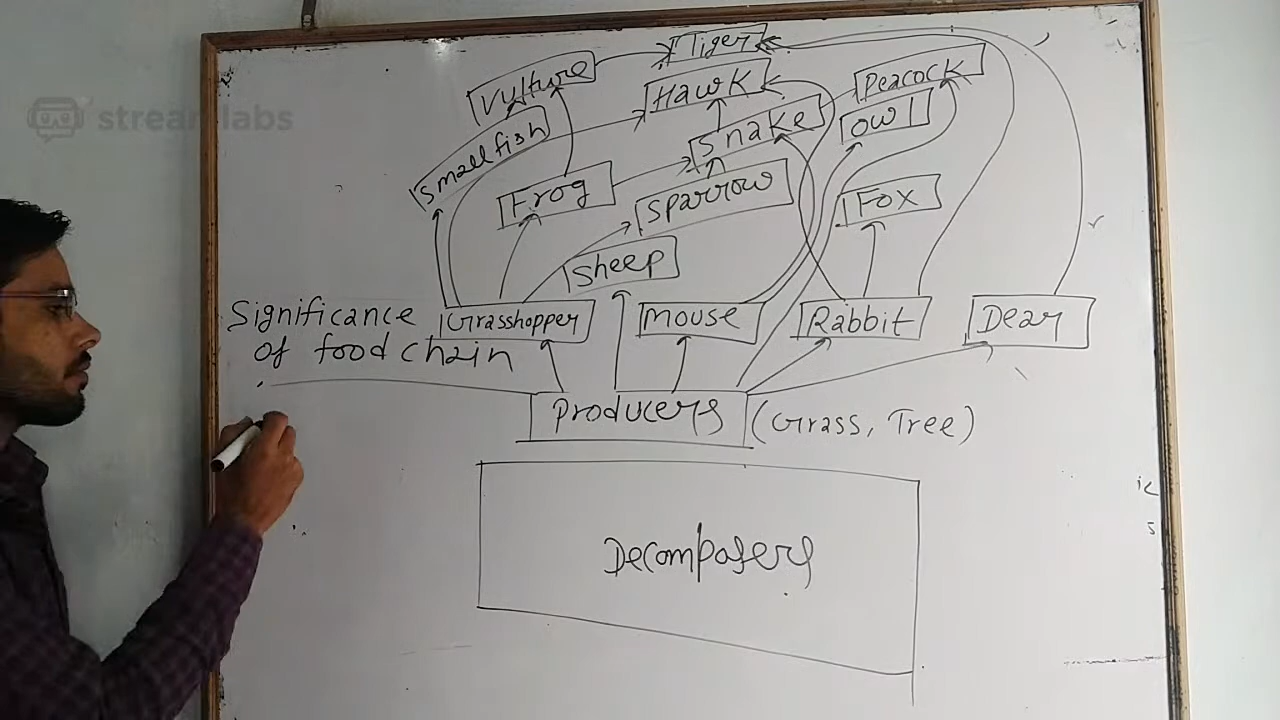 streamlabs
Tiger
Vulture
Hawk
Peacock
Small fish
Snake
Owl
Frog
Sparrow
Fox
Sheep
Significance
of food chain
Grasshopper
Mouse
Rabbit
Dear
Producers (Grass, Tree)
Decomposers